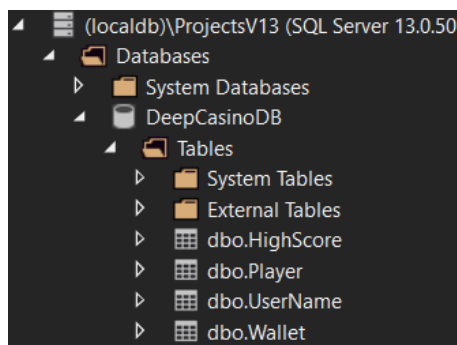 (localdb)\ProjectsV13 (SQL Server 13.0.50
Databases
System Databases
DeepCasinoDB
Tables
System Tables
External Tables
dbo.HighScore
dbo.Player
dbo.UserName
dbo.Wallet